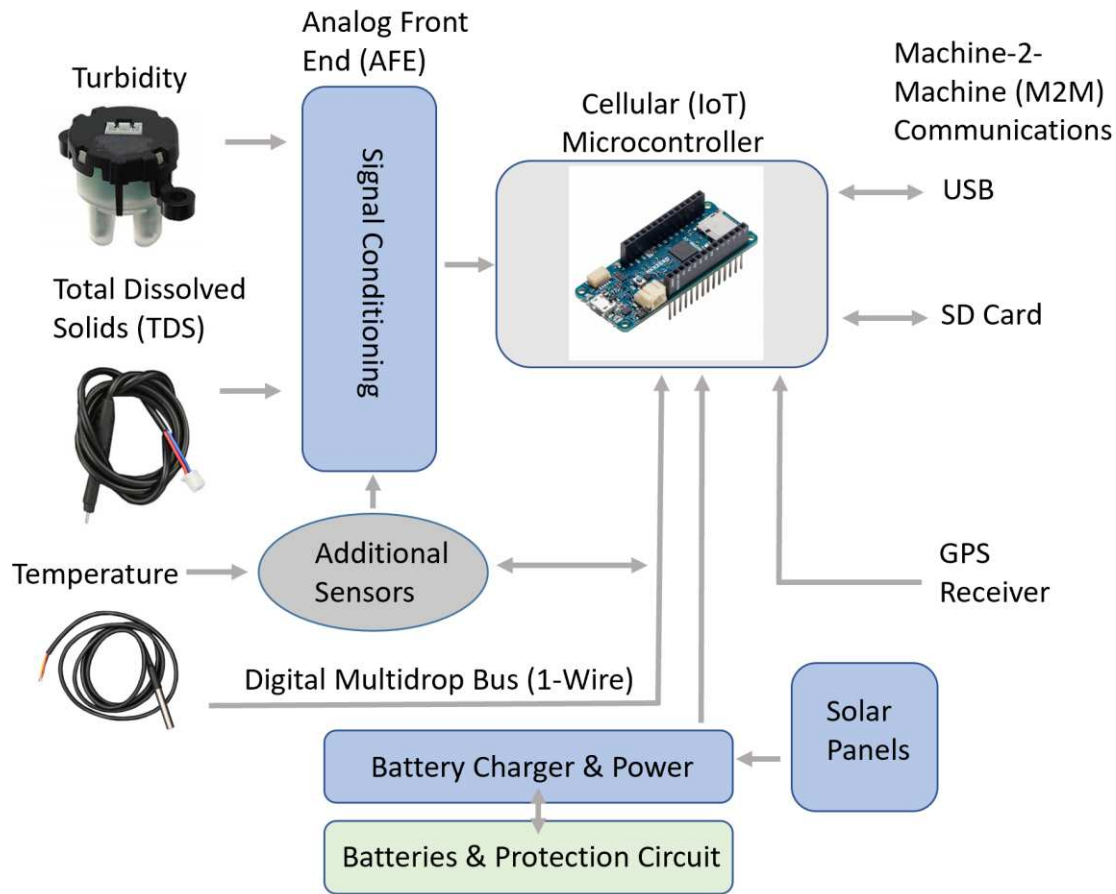 Analog Front
End (AFE)
Turbidity
Signal Conditioning
Cellular (IoT)
Microcontroller
Machine-2-
Machine (M2M)
Communications
USB
SD Card
Total Dissolved
Solids (TDS)
Temperature
Additional
Sensors
GPS
Receiver
Digital Multidrop Bus (1-Wire)
Solar
Panels
Battery Charger & Power
Batteries & Protection Circuit